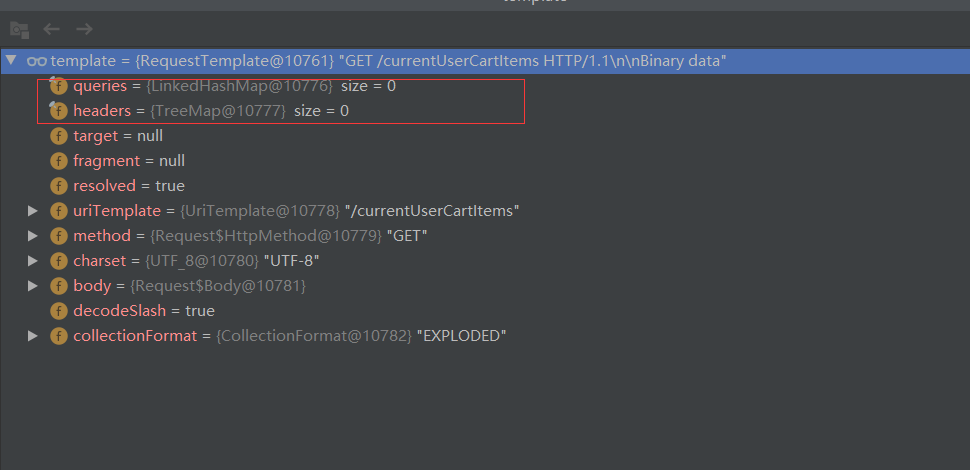 template = {RequestTemplate@10761} "GET /currentUserCartItems HTTP/1.1\n\nBinary data"
f queries = {LinkedHashMap@10776} size = 0
f headers = {TreeMap@10777} size = 0
f target = null
f fragment = null
f resolved = true
f uriTemplate = {UriTemplate@10778} "/currentUserCartItems"
f method = {Request$HttpMethod@10779} "GET"
f charset = {UTF_8@10780} "UTF-8"
f body = {Request$Body@10781}
f decodeSlash = true
f collectionFormat = {CollectionFormat@10782} "EXPLODED"